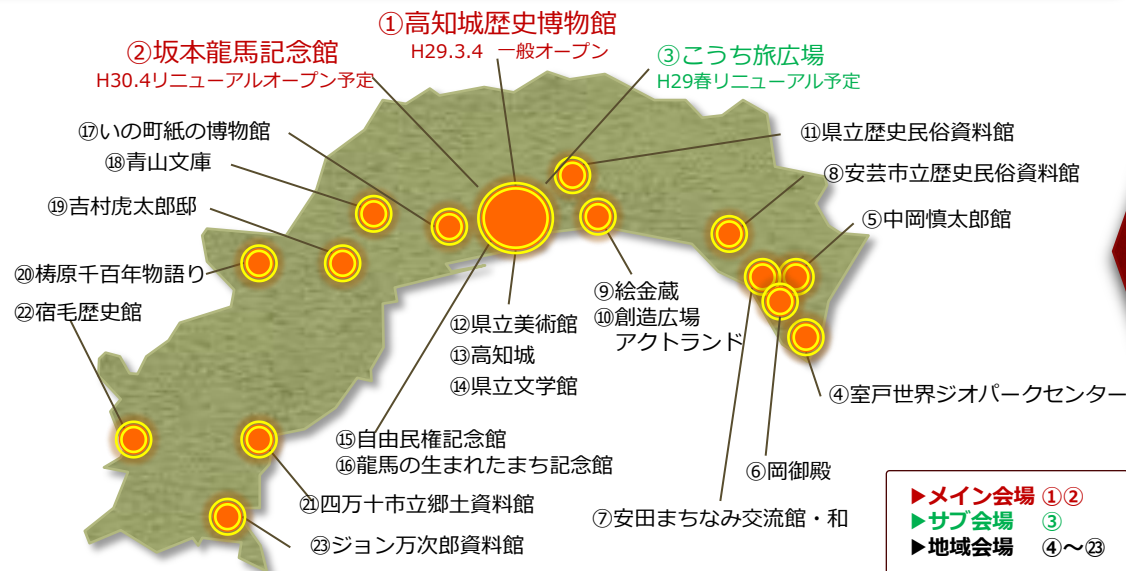 ①高知城歴史博物館
H29.3.4 一般オープン
②坂本龍馬記念館
H30.4リニューアルオープン予定
③こうち旅広場
H29春リニューアル予定
⑰いの町紙の博物館
⑪県立歴史民俗資料館
⑱青山文庫
⑧安芸市立歴史民俗資料館
⑲吉村虎太郎邸
⑤中岡慎太郎館
⑳梼原千百年物語り
㉒宿毛歴史館
⑨絵金蔵
⑩創造広場
アクトランド
⑫県立美術館
⑬高知城
⑭県立文学館
④室戸世界ジオパークセンター
⑮自由民権記念館
⑯龍馬の生まれたまち記念館
⑥岡御殿
㉑四万十市立郷土資料館
⑦安田まちなみ交流館・和
㉓ジョン万次郎資料館
▶メイン会場 ①②
▶サブ会場 ③
▶地域会場 ④～㉓